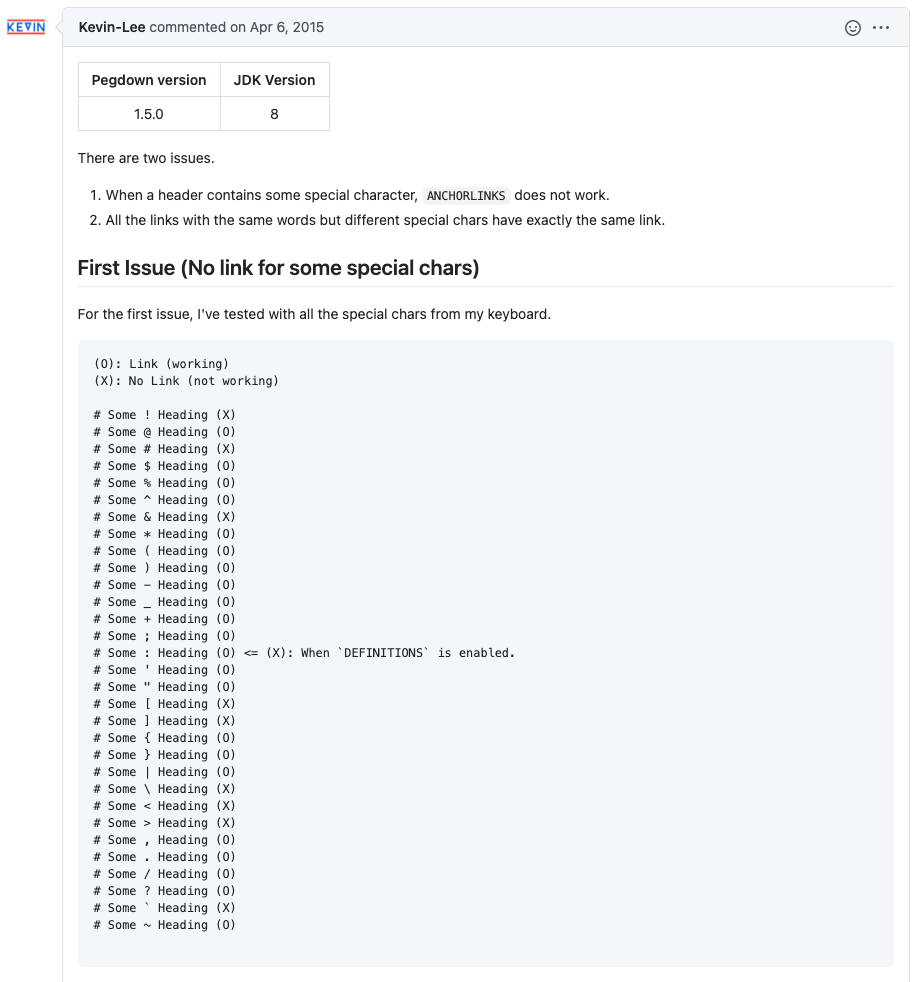 KEVIN
Kevin-Lee commented on Apr 6, 2015
Pegdown version JDK Version
1.5.0 8
There are two issues.
1. When a header contains some special character, ANCHORLINKS does not work.
2. All the links with the same words but different special chars have exactly the same link.
First Issue (No link for some special chars)
For the first issue, I've tested with all the special chars from my keyboard.
(O): Link (working)
(X): No Link (not working)
# Some ! Heading (X)
# Some @ Heading (O)
# Some # Heading (X)
# Some $ Heading (O)
# Some % Heading (O)
# Some ^ Heading (O)
# Some & Heading (X)
# Some * Heading (O)
# Some ( Heading (O)
# Some ) Heading (O)
# Some - Heading (O)
# Some _ Heading (O)
# Some + Heading (O)
# Some ; Heading (O)
# Some : Heading (O) <= (X): When `DEFINITIONS` is enabled.
# Some ' Heading (O)
# Some " Heading (O)
# Some [ Heading (X)
# Some ] Heading (X)
# Some { Heading (O)
# Some } Heading (O)
# Some | Heading (O)
# Some \ Heading (X)
# Some < Heading (X)
# Some > Heading (X)
# Some , Heading (O)
# Some . Heading (O)
# Some / Heading (O)
# Some ? Heading (O)
# Some ` Heading (X)
# Some ~ Heading (O)